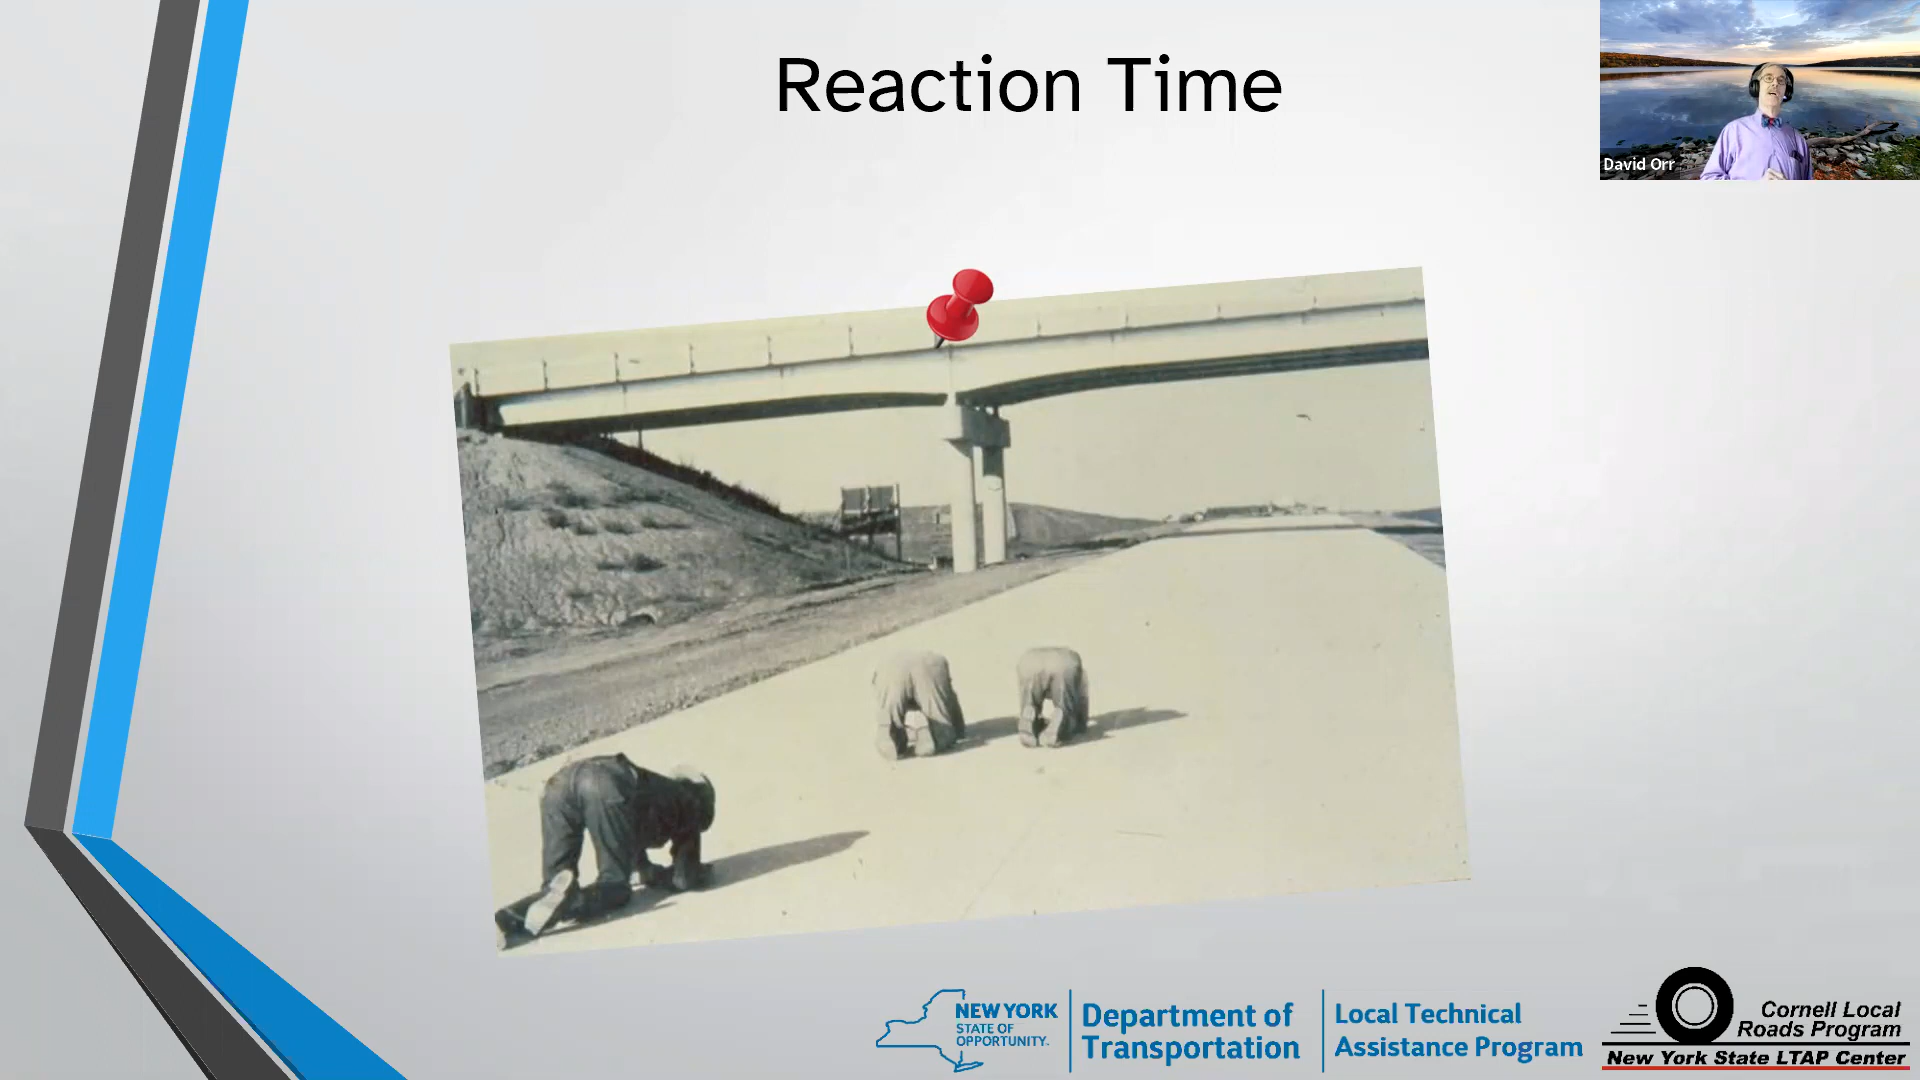 Reaction Time
David Orr
NEW YORK
STATE OF
OPPORTUNITY.
Department of
Transportation
Local Technical
Assistance Program
Cornell Local
Roads Program
New York State LTAP Center